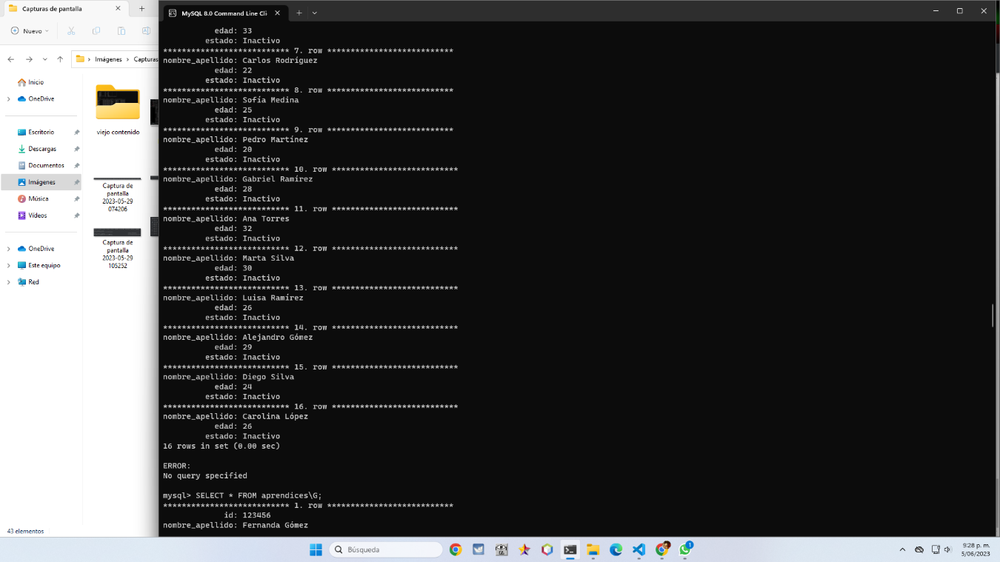 Capturas de pantalla
MySQL 8.0 Command Line Cli
Nuevo
Imágenes
Capturas
Inicio
OneDrive
Escritorio
Descargas
Documentos
Imágenes
Música
Vídeos
OneDrive
Este equipo
Red
viejo contenido
Captura de
pantalla
2023-05-29
074206
Captura de
pantalla
2023-05-29
105252
43 elementos
edad: 33
estado: Inactivo
*************************** 7. row ***************************
nombre_apellido: Carlos Rodríguez
edad: 22
estado: Inactivo
*************************** 8. row ***************************
nombre_apellido: Sofía Medina
edad: 25
estado: Inactivo
*************************** 9. row ***************************
nombre_apellido: Pedro Martínez
edad: 20
estado: Inactivo
*************************** 10. row ***************************
nombre_apellido: Gabriel Ramírez
edad: 28
estado: Inactivo
*************************** 11. row ***************************
nombre_apellido: Ana Torres
edad: 32
estado: Inactivo
*************************** 12. row ***************************
nombre_apellido: Marta Silva
edad: 30
estado: Inactivo
*************************** 13. row ***************************
nombre_apellido: Luisa Ramírez
edad: 26
estado: Inactivo
*************************** 14. row ***************************
nombre_apellido: Alejandro Gómez
edad: 29
estado: Inactivo
*************************** 15. row ***************************
nombre_apellido: Diego Silva
edad: 24
estado: Inactivo
*************************** 16. row ***************************
nombre_apellido: Carolina López
edad: 26
estado: Inactivo
16 rows in set (0.00 sec)
ERROR:
No query specified
mysql> SELECT * FROM aprendices\G;
*************************** 1. row ***************************
id: 123456
nombre_apellido: Fernanda Gómez
Búsqueda
1
9:28 p. m.
5/06/2023